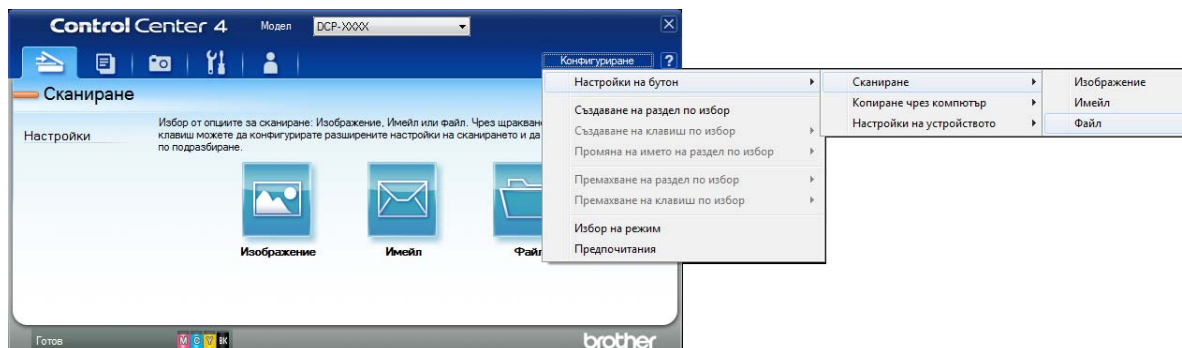 Control Center 4 Модел DCP-XXXX
Конфигуриране ?
Сканиране
Настройки
Избор от опциите за сканиране: Изображение, Имейл или файл. Чрез щракван
клавиш можете да конфигурирате разширените настройки на сканирането и да
по подразбиране.
Изображение Имейл Файл
Настройки на бутон
Създаване на раздел по избор
Създаване на клавиш по избор
Промяна на името на раздел по избор
Премахване на раздел по избор
Премахване на клавиш по избор
Избор на режим
Предпочитания
Сканиране
Копиране чрез компютър
Настройки на устройството
Изображение
Имейл
Файл
Готов M C Y BK brother